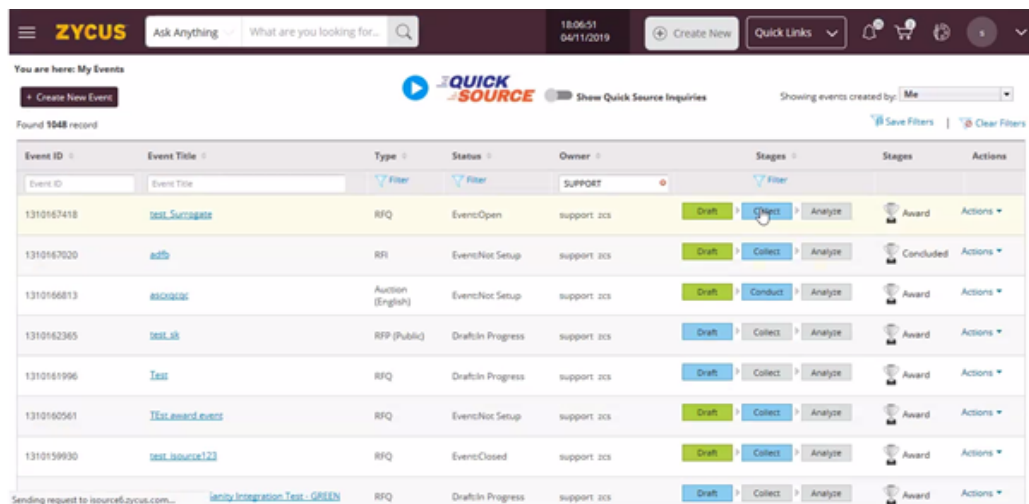 ZYCUS Ask Anything What are you looking for... 18:06:51 04/11/2019 Create New Quick Links s
You are here: My Events
+ Create New Event QUICK SOURCE Show Quick Source Inquiries Showing events created by: Me
Found 1048 record Save Filters | Clear Filters
Event ID Event Title Type Status Owner Stages Stages Actions
Event ID Event Title Filter Filter SUPPORT Filter
1310167418 test_Surrogate RFQ Event:Open support zcs Draft Collect Analyze Award Actions
1310167020 adfb RFI Event:Not Setup support zcs Draft Collect Analyze Concluded Actions
1310166813 Auction (English) Event:Not Setup support zcs Draft Conduct Analyze Award Actions
1310162365 test_sk RFP (Public) Draft:In Progress support zcs Draft Collect Analyze Award Actions
1310161996 Test RFQ Draft:In Progress support zcs Draft Collect Analyze Award Actions
1310160561 TEst award event RFQ Event:Not Setup support zcs Draft Collect Analyze Award Actions
1310159930 test_isource123 RFQ Event:Closed support zcs Draft Collect Analyze Award Actions
Sending request to isource6.zycus.com... Integration Test - GREEN RFQ Draft:In Progress support zcs Draft Collect Analyze Award Actions